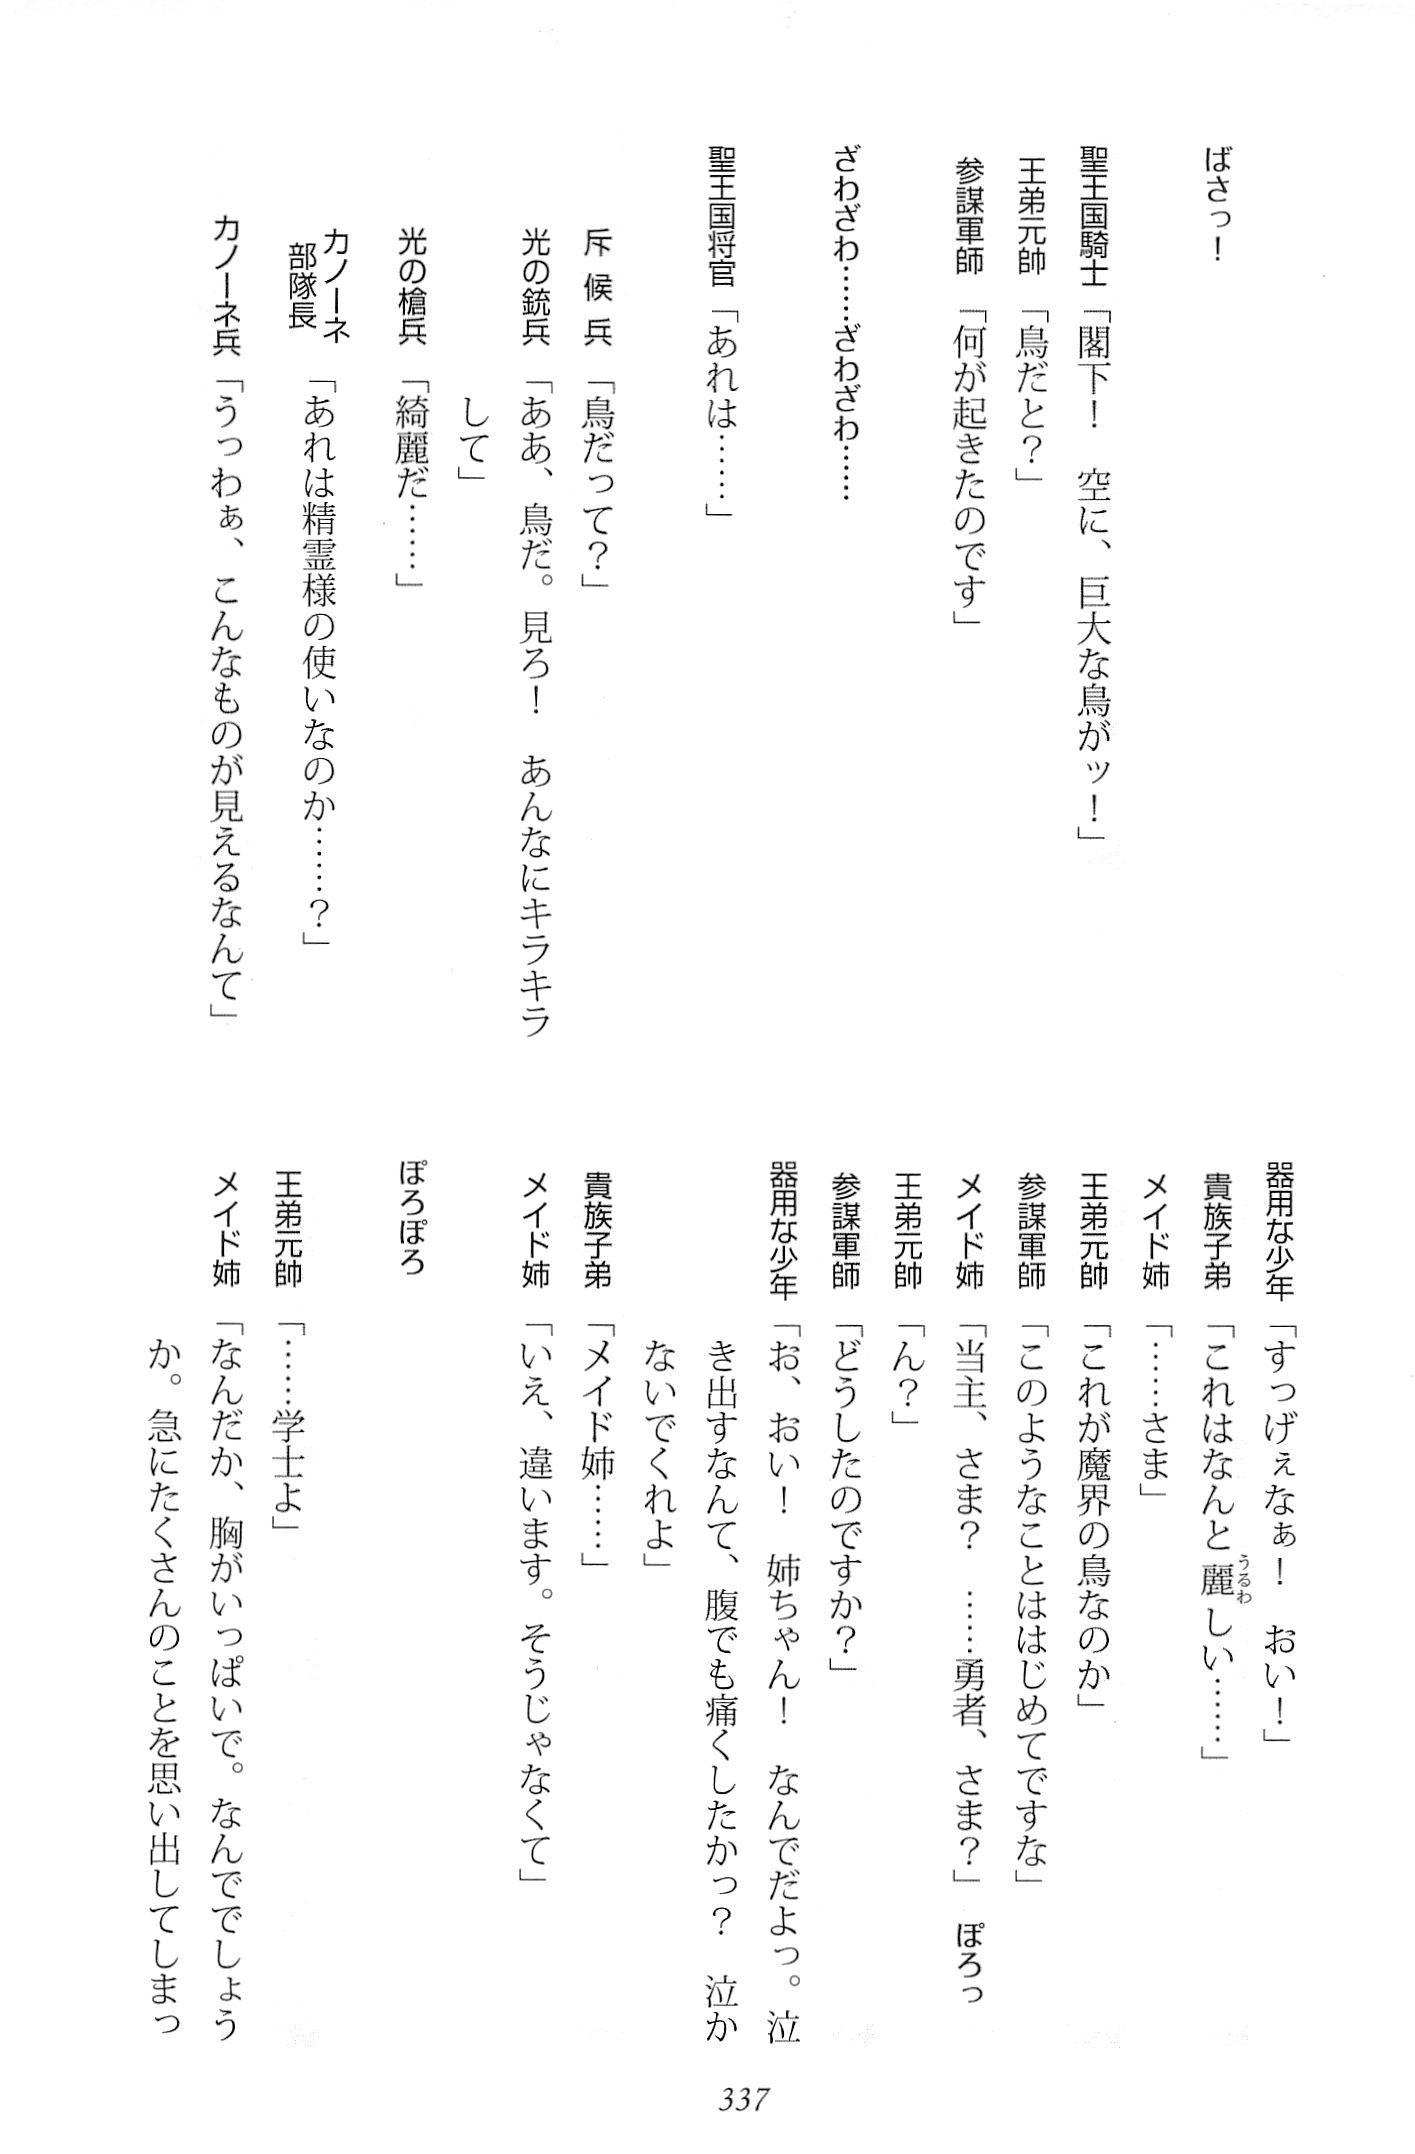 ばさっ！
聖王国騎士「閣下！　空に、巨大な鳥がッ！」
王弟元帥「鳥だと？」
参謀軍師「何が起きたのです」
ざわざわ……ざわざわ……
聖王国将官「あれは……」
斥候兵「鳥だって？」
光の銃兵「ああ、鳥だ。見ろ！　あんなにキラキラ
して」
光の槍兵「綺麗だ……」
カノーネ部隊長「あれは精霊様の使いなのか……？」
カノーネ兵「うっわぁ、こんなものが見えるなんて」
器用な少年「すっげぇなぁ！　おい！」
貴族子弟「これはなんと麗しい……」
メイド姉「……さま」
王弟元帥「これが魔界の鳥なのか」
参謀軍師「このようなことははじめてですな」
メイド姉「当主、さま？　……勇者、さま？」ぽろっ
王弟元帥「ん？」
参謀軍師「どうしたのですか？」
器用な少年「お、おい！　姉ちゃん！　なんでだよっ。泣
き出すなんて、腹でも痛くしたかっ？　泣か
ないでくれよ」
貴族子弟「メイド姉……」
メイド姉「いえ、違います。そうじゃなくて」
ぽろぽろ
王弟元帥「……学士よ」
メイド姉「なんだか、胸がいっぱいで。なんででしょう
か。急にたくさんのことを思い出してしまっ
337